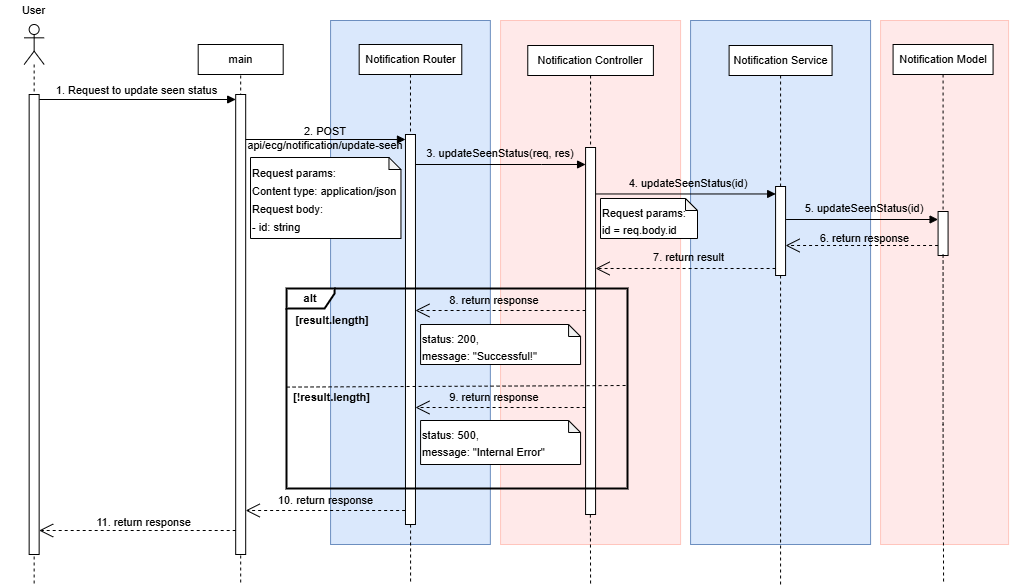 User
main
Notification Router
Notification Controller
Notification Service
Notification Model
1. Request to update seen status
2. POST
api/ecg/notification/update-seen
Request params:
Content type: application/json
Request body:
- id: string
3. updateSeenStatus(req, res)
4. updateSeenStatus(id)
Request params:
id = req.body.id
5. updateSeenStatus(id)
6. return response
7. return result
alt
[result.length]
8. return response
status: 200,
message: "Successful!"
[!result.length]
9. return response
status: 500,
message: "Internal Error"
10. return response
11. return response